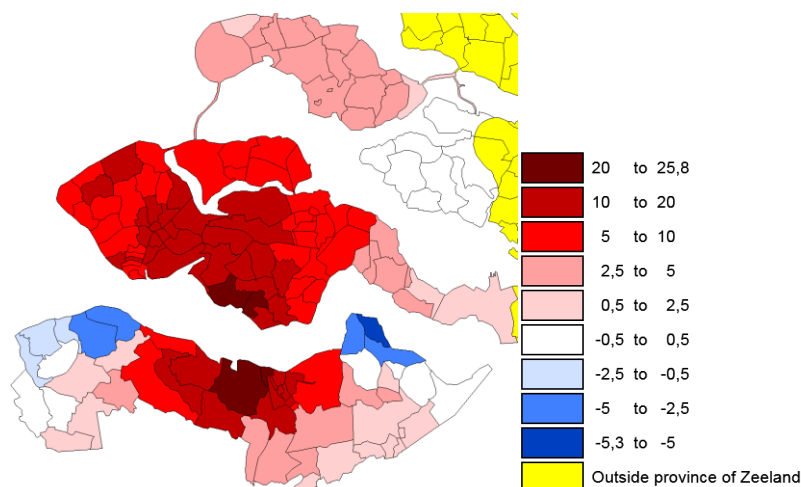 20 to 25,8
10 to 20
5 to 10
2,5 to 5
0,5 to 2,5
-0,5 to 0,5
-2,5 to -0,5
-5 to -2,5
-5,3 to -5
Outside province of Zeeland